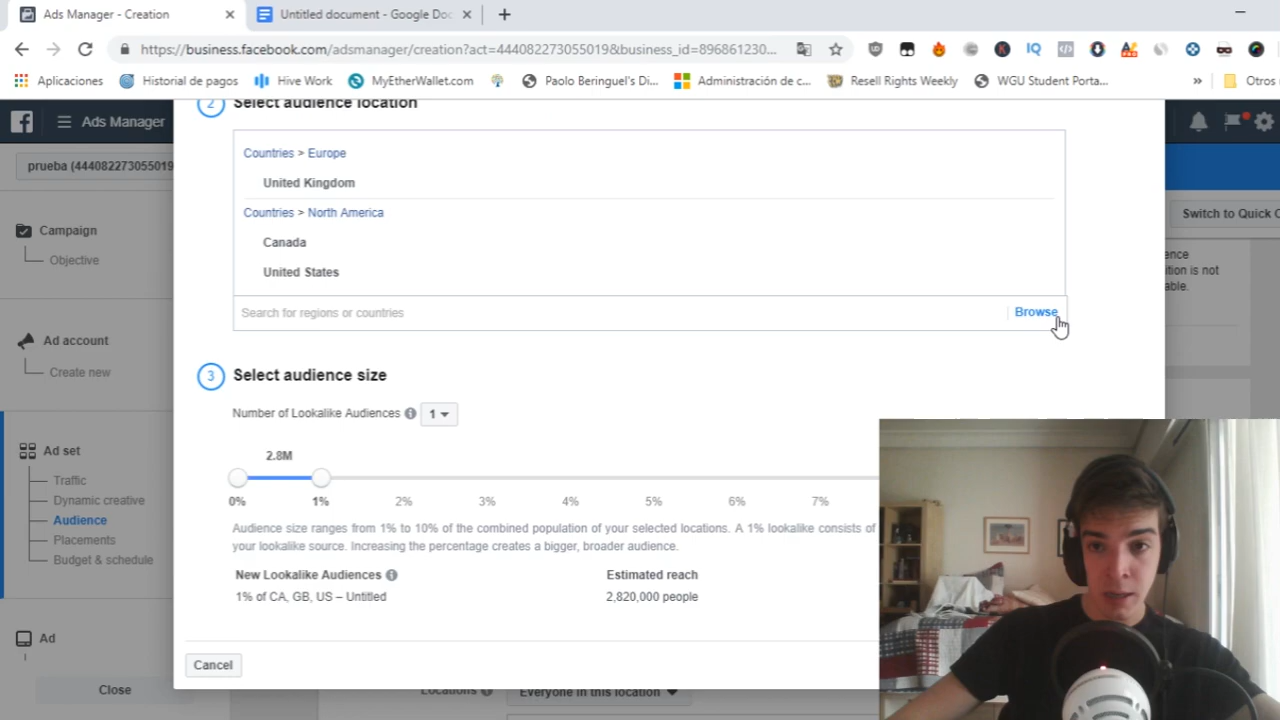 Ads Manager - Creation
Untitled document - Google Doc
https://business.facebook.com/adsmanager/creation?act=444082273055019&business_id=896861230...
Aplicaciones
Historial de pagos
Hive Work
MyEtherWallet.com
Paolo Beringuel's Di...
Administración de c...
Resell Rights Weekly
WGU Student Porta...
»
Otros
Ads Manager
prueba (444082273055019
Switch to Quick C
Campaign
Objective
Ad account
Create new
Ad set
Traffic
Dynamic creative
Audience
Placements
Budget & schedule
Ad
Close
2 Select audience location
Countries > Europe
United Kingdom
Countries > North America
Canada
United States
Search for regions or countries
Browse
3 Select audience size
Number of Lookalike Audiences
1
2.8M
0% 1% 2% 3% 4% 5% 6% 7%
Audience size ranges from 1% to 10% of the combined population of your selected locations. A 1% lookalike consists of
your lookalike source. Increasing the percentage creates a bigger, broader audience.
New Lookalike Audiences
Estimated reach
1% of CA, GB, US – Untitled
2,820,000 people
Cancel
ence
ition is not
able.
Locations
Everyone in this location